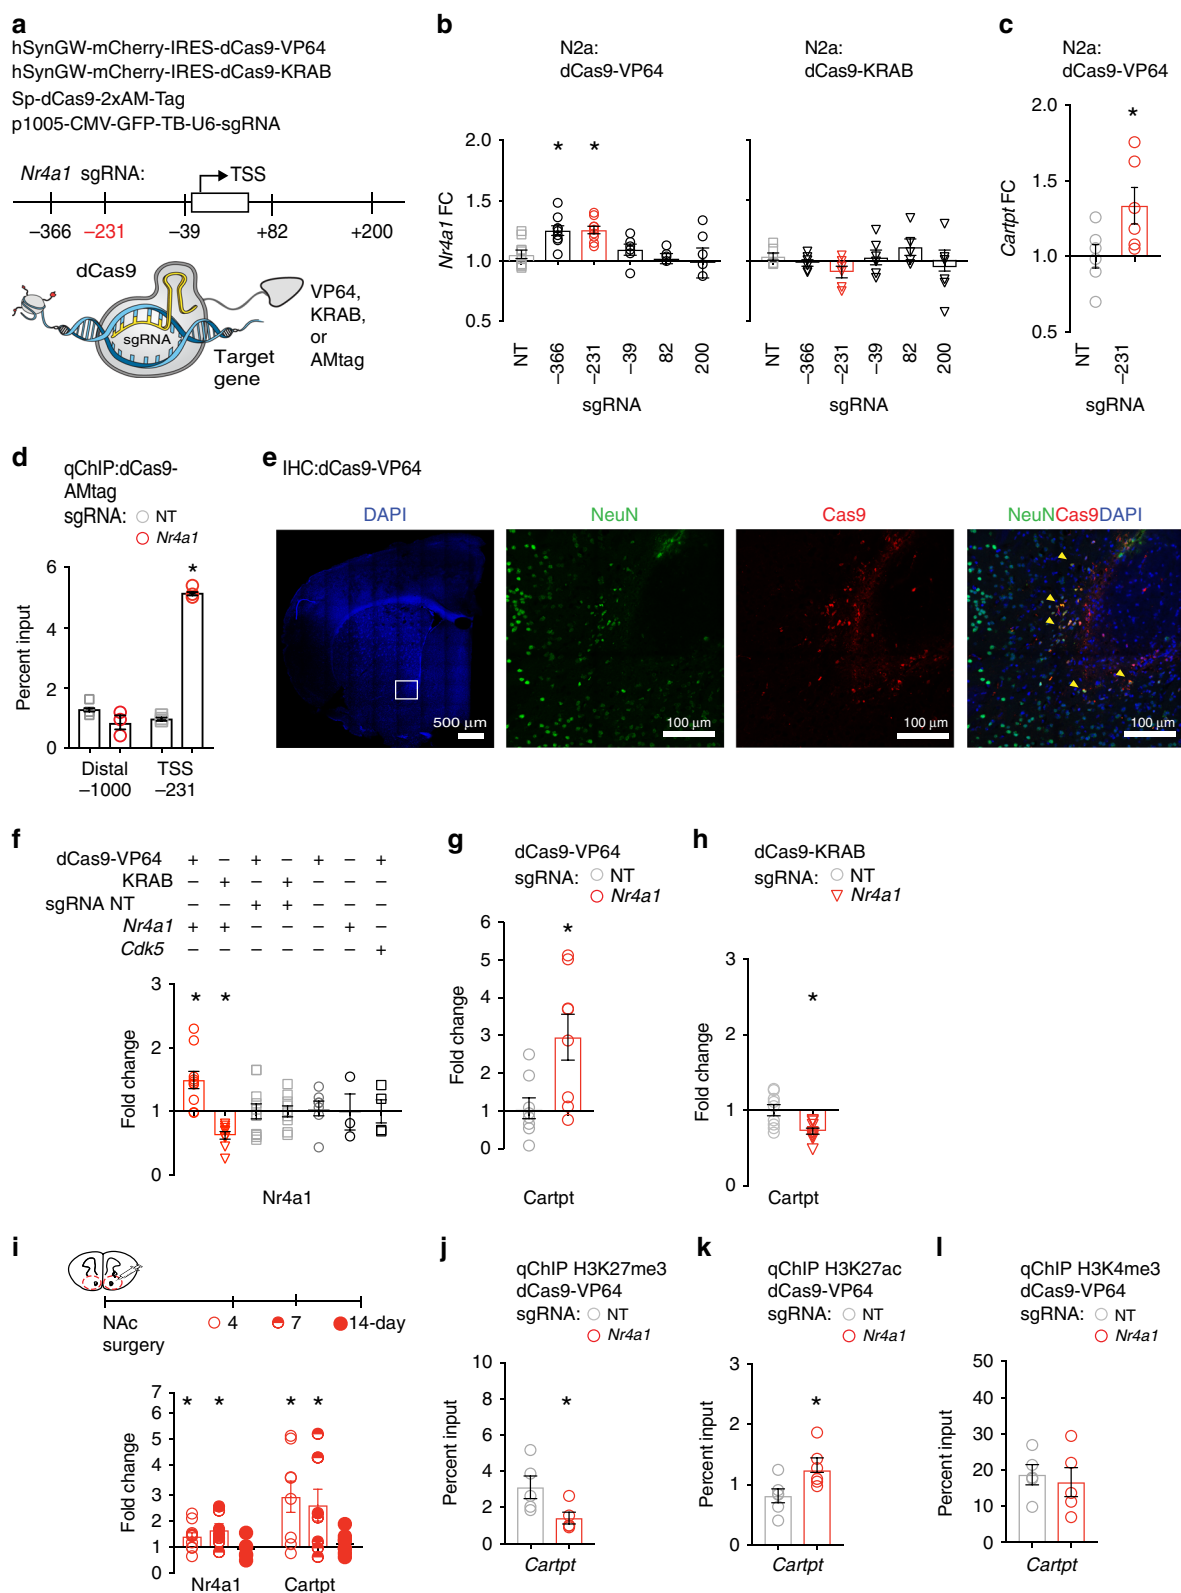 a
hSynGW-mCherry-IRES-dCas9-VP64
hSynGW-mCherry-IRES-dCas9-KRAB
Sp-dCas9-2xAM-Tag
p1005-CMV-GFP-TB-U6-sgRNA
Nr4a1 sgRNA:
TSS
−366 −231 −39 +82 +200
dCas9
sgRNA
VP64,
KRAB,
or
AMtag
Target
gene
b
N2a:
dCas9-VP64
N2a:
dCas9-KRAB
Nr4a1 FC
2.0
1.5
1.0
0.5
* *
NT −366 −231 −39 82 200
sgRNA
NT −366 −231 −39 82 200
sgRNA
c
N2a:
dCas9-VP64
Cartpt FC
2.0
1.5
1.0
0.5
*
NT −231
sgRNA
d
qChIP:dCas9-
AMtag
sgRNA: NT
Nr4a1
Percent input
6
4
2
0
*
Distal TSS
−1000 −231
e
IHC:dCas9-VP64
DAPI
NeuN
Cas9
NeuNCas9DAPI
500 µm
100 µm
100 µm
100 µm
f
dCas9-VP64 + − + − + − +
KRAB − + − + − − −
sgRNA NT − − + + − − −
Nr4a1 + + − − − + −
Cdk5 − − − − − − +
Fold change
3
2
1
0
* *
Nr4a1
g
dCas9-VP64
sgRNA: NT
Nr4a1
Fold change
6
5
4
3
2
1
0
*
Cartpt
h
dCas9-KRAB
sgRNA: NT
Nr4a1
Fold change
3
2
1
0
*
Cartpt
i
NAc
surgery
4 7 14-day
Fold change
7
6
5
4
3
2
1
0
* * * *
Nr4a1 Cartpt
j
qChIP H3K27me3
dCas9-VP64
sgRNA: NT
Nr4a1
Percent input
10
8
6
4
2
0
*
Cartpt
k
qChIP H3K27ac
dCas9-VP64
sgRNA: NT
Nr4a1
Percent input
3
2
1
0
*
Cartpt
l
qChIP H3K4me3
dCas9-VP64
sgRNA: NT
Nr4a1
Percent input
50
40
30
20
10
0
Cartpt